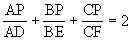 AP/AD + BP/BE + CP/CF = 2